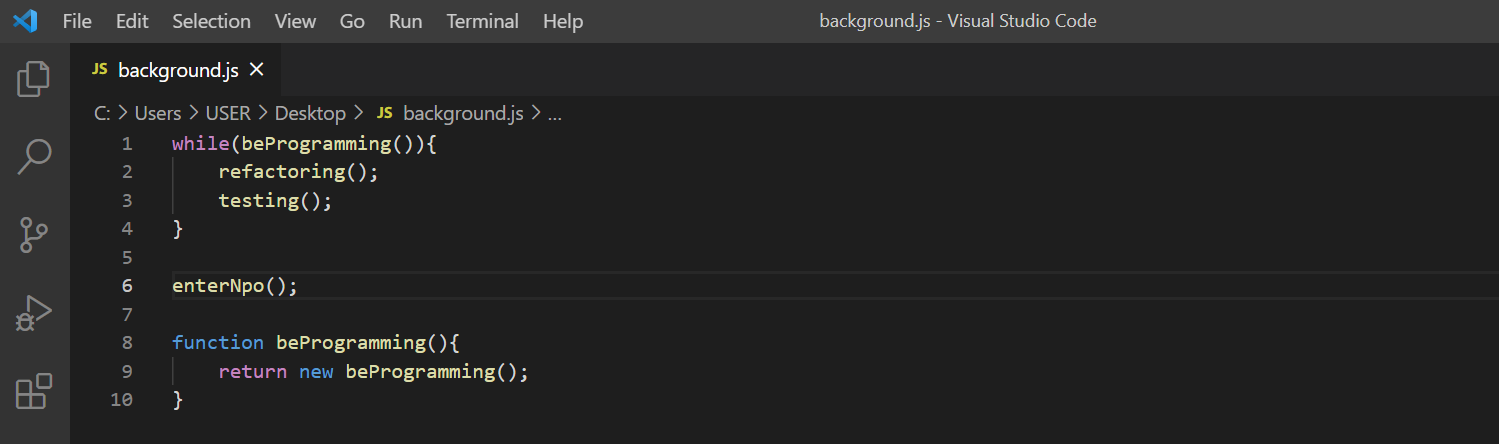 File Edit Selection View Go Run Terminal Help background.js - Visual Studio Code
JS background.js ×
C: > Users > USER > Desktop > JS background.js > ...
1 while(beProgramming()){
2     refactoring();
3     testing();
4 }
5
6 enterNpo();
7
8 function beProgramming(){
9     return new beProgramming();
10 }